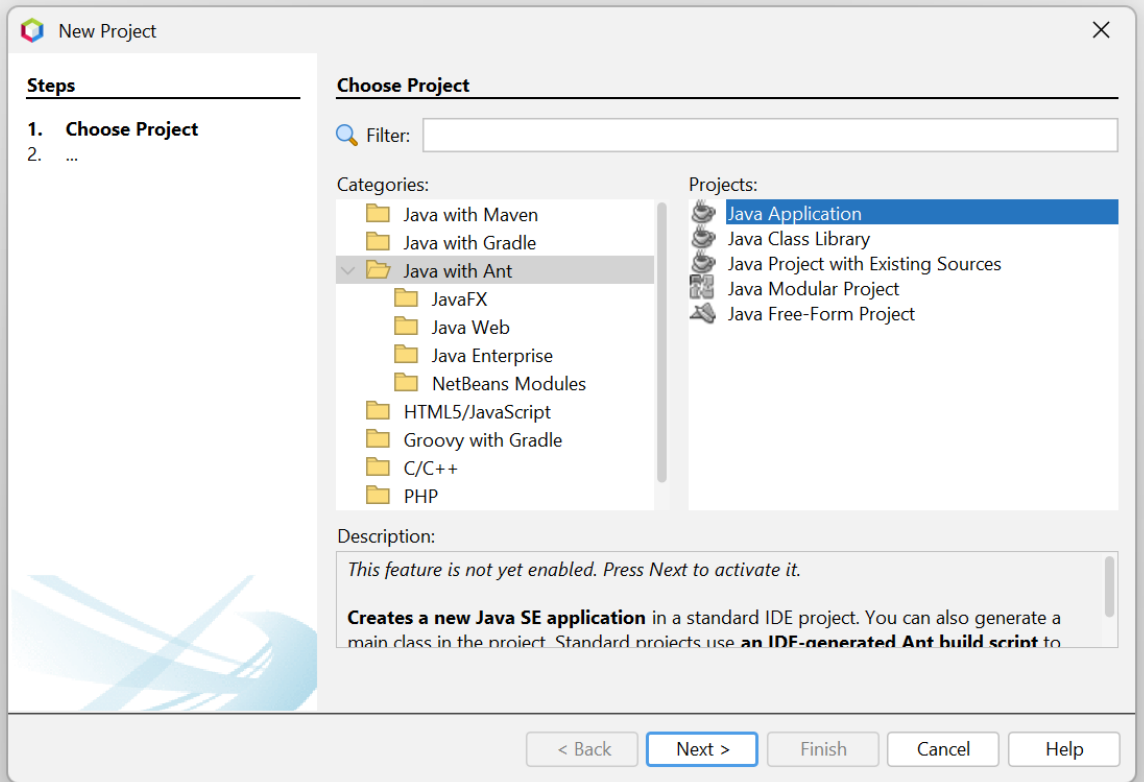 New Project
Steps
1. Choose Project
2. ...
Choose Project
Filter:
Categories:
Java with Maven
Java with Gradle
Java with Ant
JavaFX
Java Web
Java Enterprise
NetBeans Modules
HTML5/JavaScript
Groovy with Gradle
C/C++
PHP
Projects:
Java Application
Java Class Library
Java Project with Existing Sources
Java Modular Project
Java Free-Form Project
Description:
This feature is not yet enabled. Press Next to activate it.
Creates a new Java SE application in a standard IDE project. You can also generate a
main class in the project. Standard projects use an IDE-generated Ant build script to
< Back
Next >
Finish
Cancel
Help